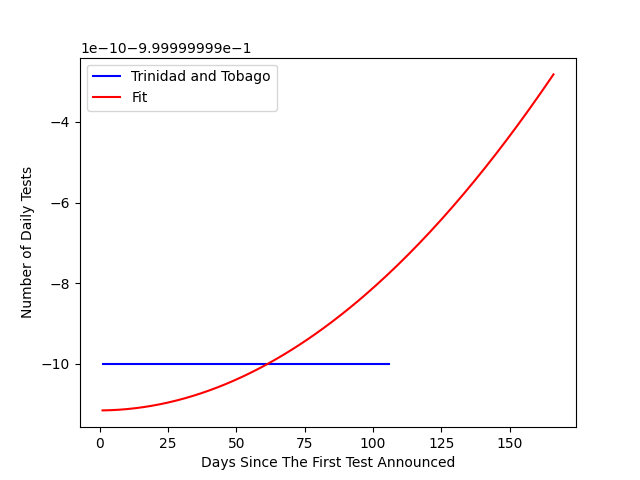 1e−10−9.99999999e−1
Trinidad and Tobago
Fit
−4
−6
−8
−10
Number of Daily Tests
0 25 50 75 100 125 150
Days Since The First Test Announced